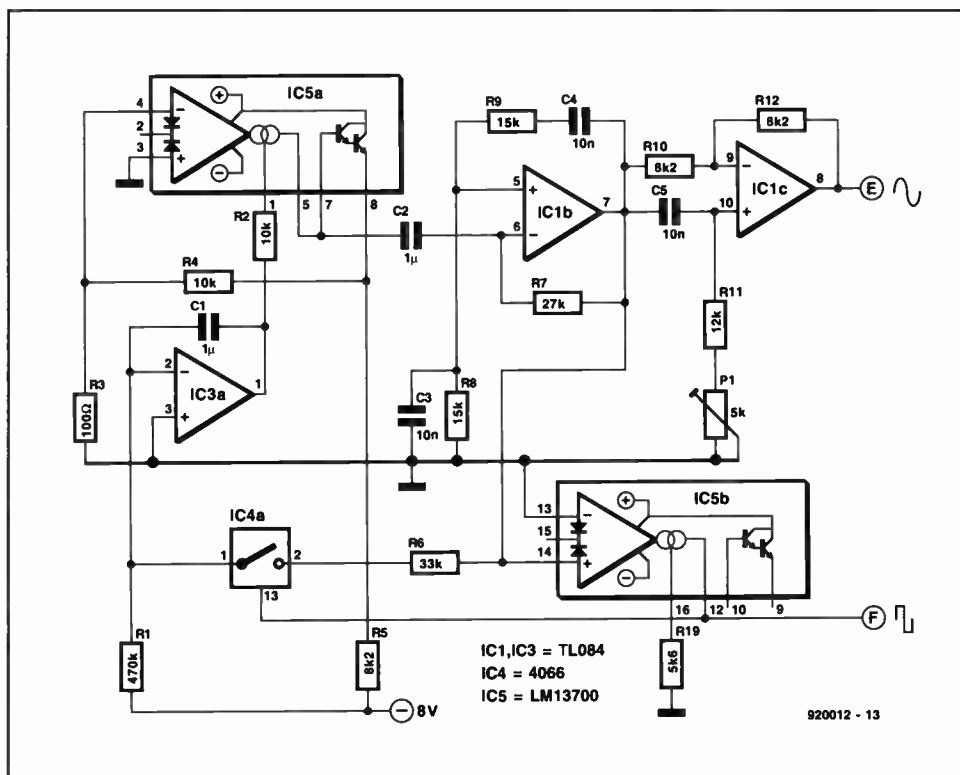 IC5a
4
2
3
1
5
7
8
R2
10k
R4
10k
C1
1µ
2
3
1
IC3a
R3
100Ω
C2
1µ
R9
15k
C4
10n
5
6
7
IC1b
R7
27k
R10
8k2
C5
10n
R12
8k2
9
10
8
IC1c
E
R11
12k
P1
5k
C3
10n
R8
15k
IC4a
1
2
13
R6
33k
IC5b
13
15
14
16
12
10
9
F
R1
470k
R5
8k2
R19
5k6
− 8V
IC1,IC3 = TL084
IC4 = 4066
IC5 = LM13700
920012 - 13